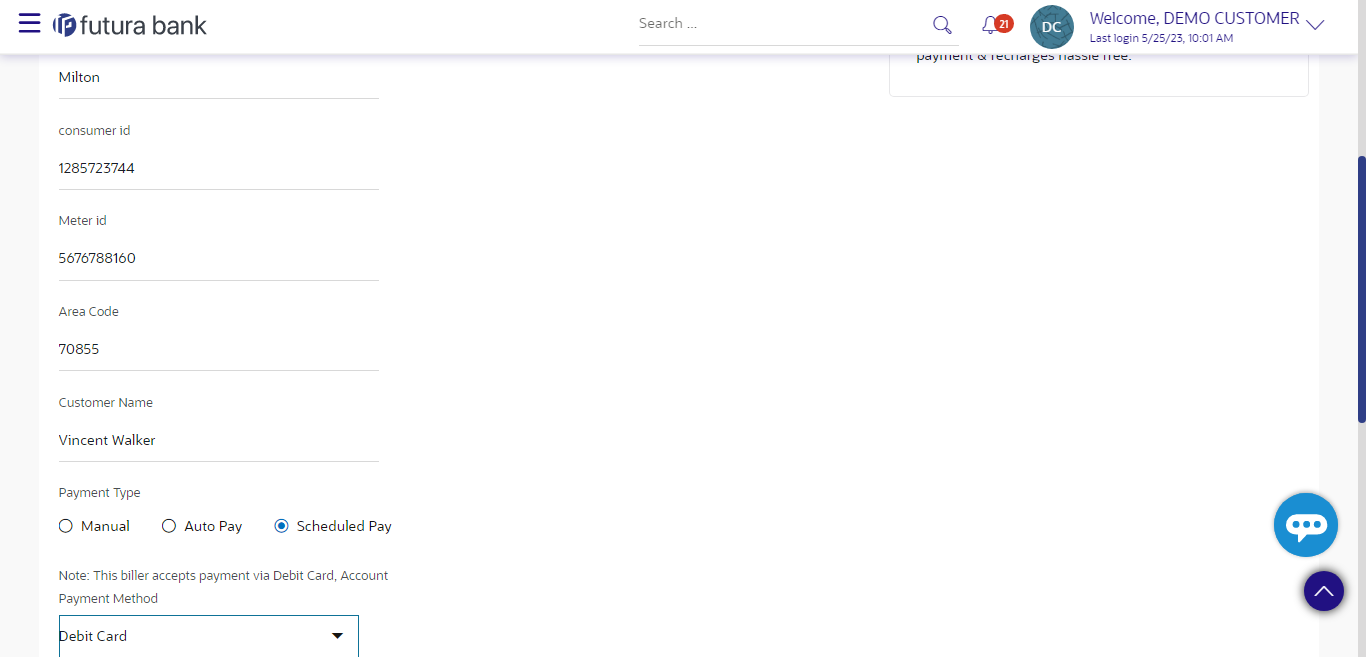 futura bank
Search ...
21
DC
Welcome, DEMO CUSTOMER
Last login 5/25/23, 10:01 AM
payment & recharges hassle free.
Milton
consumer id
1285723744
Meter id
5676788160
Area Code
70855
Customer Name
Vincent Walker
Payment Type
Manual Auto Pay Scheduled Pay
Note: This biller accepts payment via Debit Card, Account
Payment Method
Debit Card